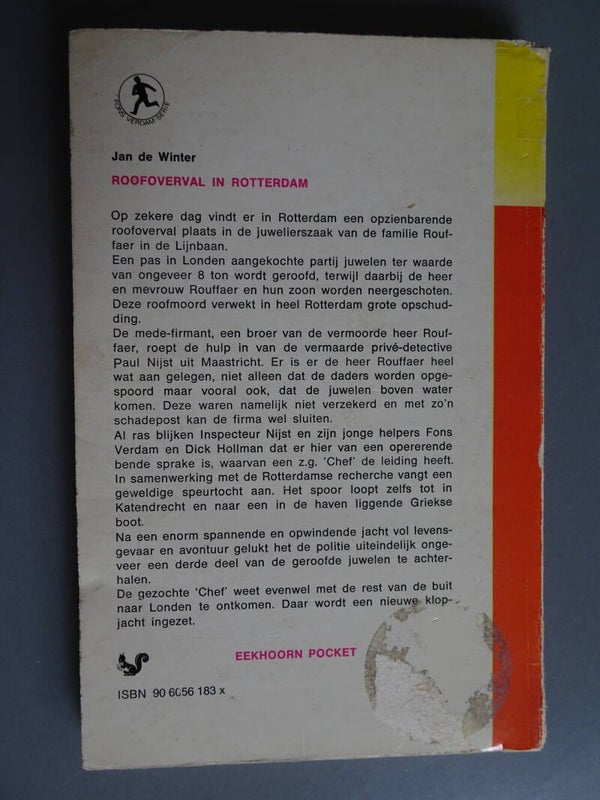 FONS VERDAM-SERIE
Jan de Winter
ROOFOVERVAL IN ROTTERDAM
Op zekere dag vindt er in Rotterdam een opzienbarende
roofoverval plaats in de juwelierszaak van de familie Rouf-
faer in de Lijnbaan.
Een pas in Londen aangekochte partij juwelen ter waarde
van ongeveer 8 ton wordt geroofd, terwijl daarbij de heer
en mevrouw Rouffaer en hun zoon worden neergeschoten.
Deze roofmoord verwekt in heel Rotterdam grote opschud-
ding.
De mede-firmant, een broer van de vermoorde heer Rouf-
faer, roept de hulp in van de vermaarde privé-detective
Paul Nijst uit Maastricht. Er is er de heer Rouffaer heel
wat aan gelegen, niet alleen dat de daders worden opge-
spoord maar vooral ook, dat de juwelen boven water
komen. Deze waren namelijk niet verzekerd en met zo'n
schadepost kan de firma wel sluiten.
Al ras blijken Inspecteur Nijst en zijn jonge helpers Fons
Verdam en Dick Hollman dat er hier van een opererende
bende sprake is, waarvan een z.g. 'Chef' de leiding heeft.
In samenwerking met de Rotterdamse recherche vangt een
geweldige speurtocht aan. Het spoor loopt zelfs tot in
Katendrecht en naar een in de haven liggende Griekse
boot.
Na een enorm spannende en opwindende jacht vol levens-
gevaar en avontuur gelukt het de politie uiteindelijk onge-
veer een derde deel van de geroofde juwelen te achter-
halen.
De gezochte 'Chef' weet evenwel met de rest van de buit
naar Londen te ontkomen. Daar wordt een nieuwe klop-
jacht ingezet.
EEKHOORN POCKET
ISBN 90 6056 183 x